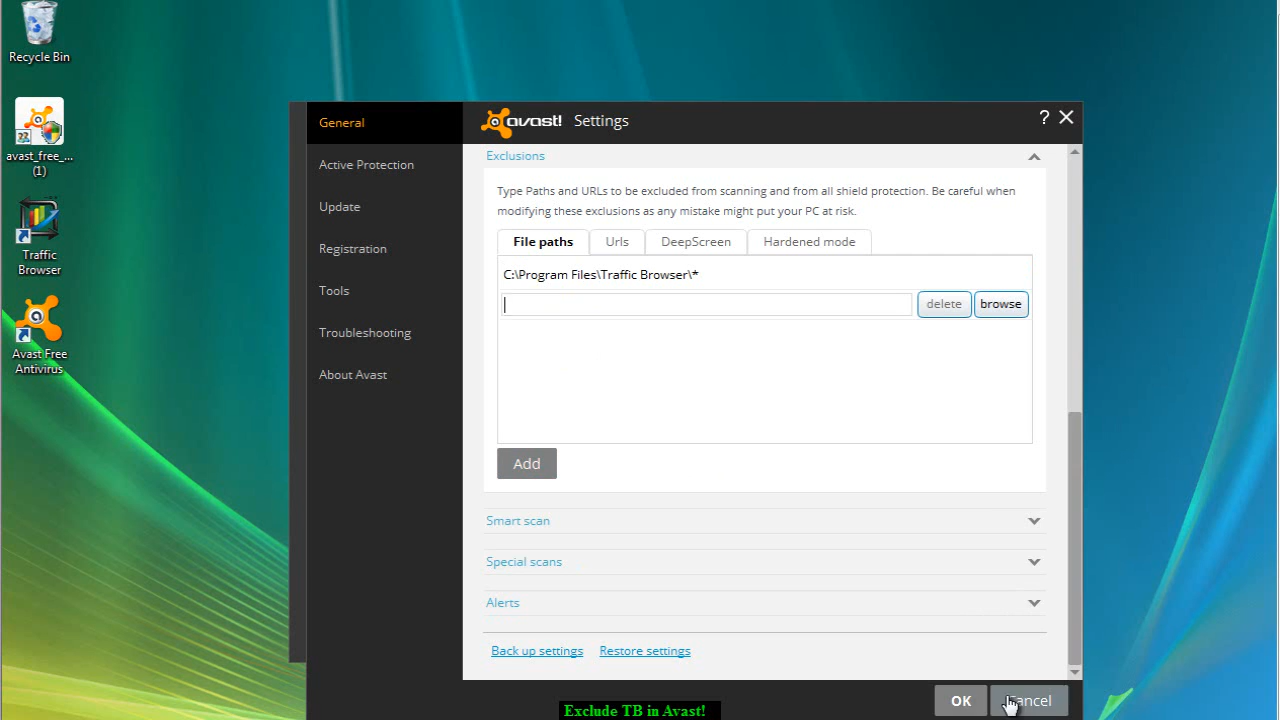 Recycle Bin
avast_free_...
(1)
Traffic
Browser
Avast Free
Antivirus
General
Active Protection
Update
Registration
Tools
Troubleshooting
About Avast
avast! Settings
? 
Exclusions
Type Paths and URLs to be excluded from scanning and from all shield protection. Be careful when
modifying these exclusions as any mistake might put your PC at risk.
File paths Urls DeepScreen Hardened mode
C:\Program Files\Traffic Browser\*
delete browse
Add
Smart scan
Special scans
Alerts
Back up settings Restore settings
OK Cancel
Exclude TB in Avast!